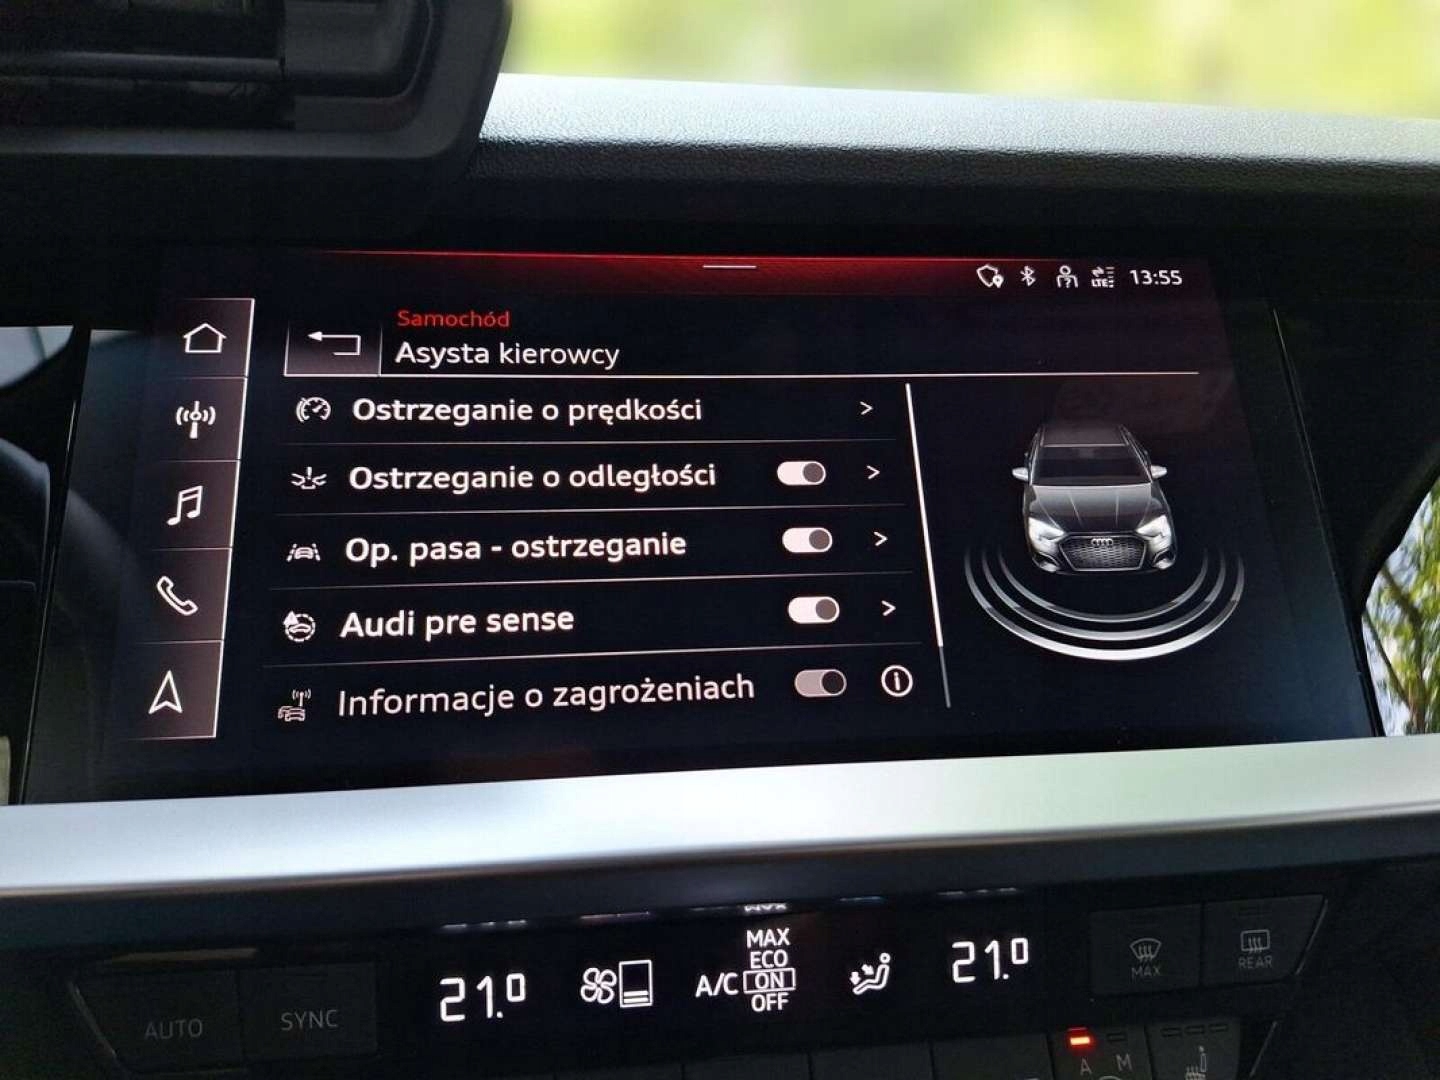 LTE 13:55
Samochód
Asysta kierowcy
Ostrzeganie o prędkości
Ostrzeganie o odległości
Op. pasa - ostrzeganie
Audi pre sense
Informacje o zagrożeniach
AUTO
SYNC
21.0
A/C
MAX
ECO
ON
OFF
21.0
MAX
REAR
A M